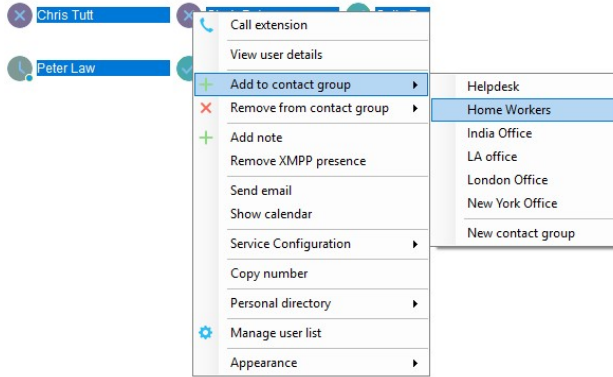 Chris Tutt
Peter Law
Call extension
View user details
Add to contact group
Remove from contact group
Add note
Remove XMPP presence
Send email
Show calendar
Service Configuration
Copy number
Personal directory
Manage user list
Appearance
Helpdesk
Home Workers
India Office
LA office
London Office
New York Office
New contact group